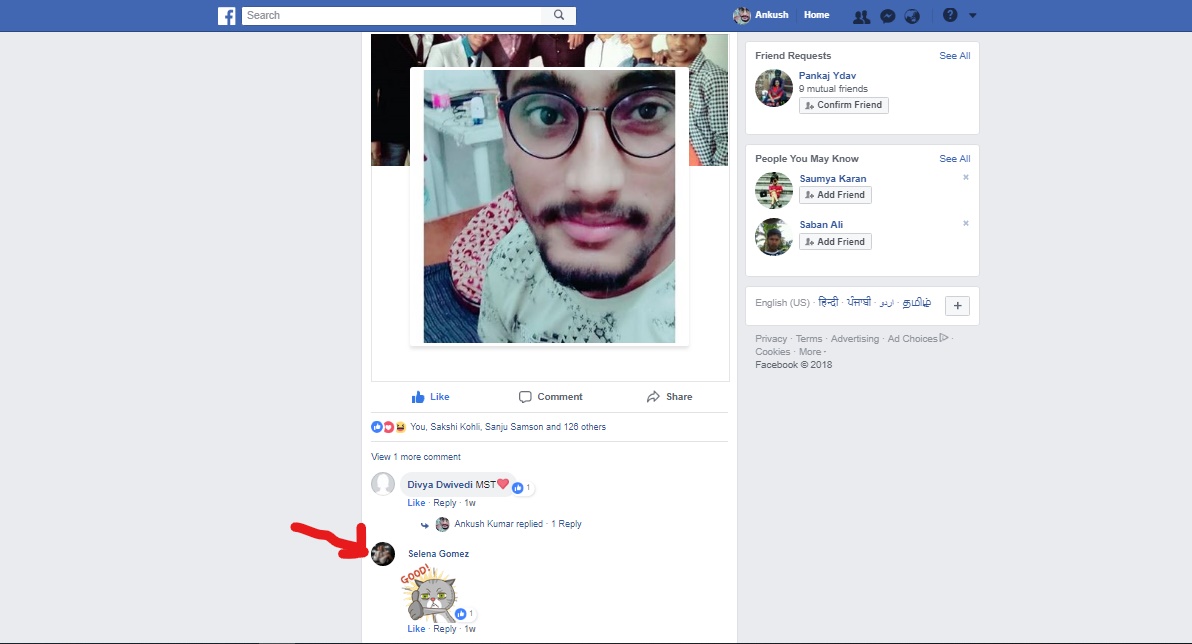 f Search
Ankush Home
Friend Requests See All
Pankaj Ydav
9 mutual friends
Confirm Friend
People You May Know See All
Saumya Karan
Add Friend
Saban Ali
Add Friend
English (US) · हिन्दी · ਪੰਜਾਬੀ · اردو · தமிழ்
Privacy · Terms · Advertising · Ad Choices ·
Cookies · More ·
Facebook © 2018
Like Comment Share
You, Sakshi Kohli, Sanju Samson and 126 others
View 1 more comment
Divya Dwivedi MST❤ 1
Like · Reply · 1w
Ankush Kumar replied · 1 Reply
Selena Gomez
GOOD!
1
Like · Reply · 1w